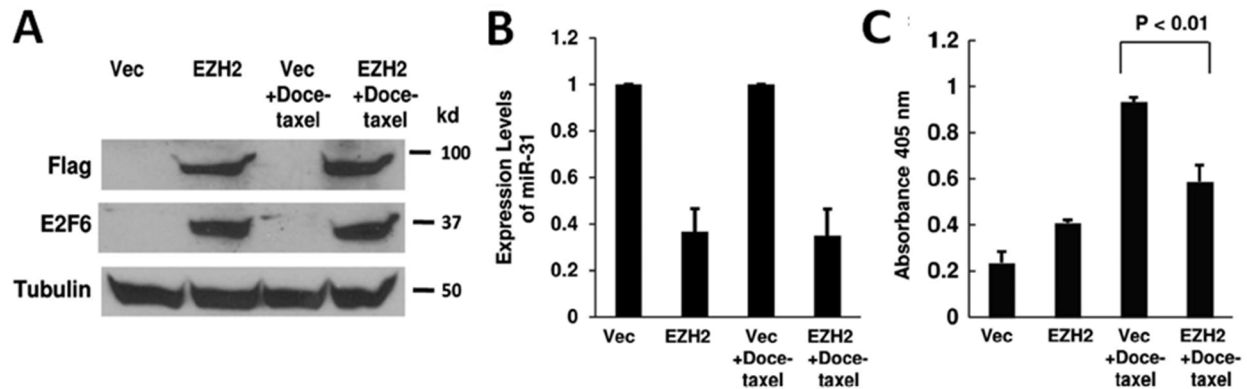 A
Vec
EZH2
Vec
+Doce-
taxel
EZH2
+Doce-
taxel
kd
Flag
100
E2F6
37
Tubulin
50
B
Expression Levels
of miR-31
1.2
1
0.8
0.6
0.4
0.2
0
Vec
EZH2
Vec
+Doce-
taxel
EZH2
+Doce-
taxel
C
P < 0.01
Absorbance 405 nm
1.2
1
0.8
0.6
0.4
0.2
0
Vec
EZH2
Vec
+Doce-
taxel
EZH2
+Doce-
taxel